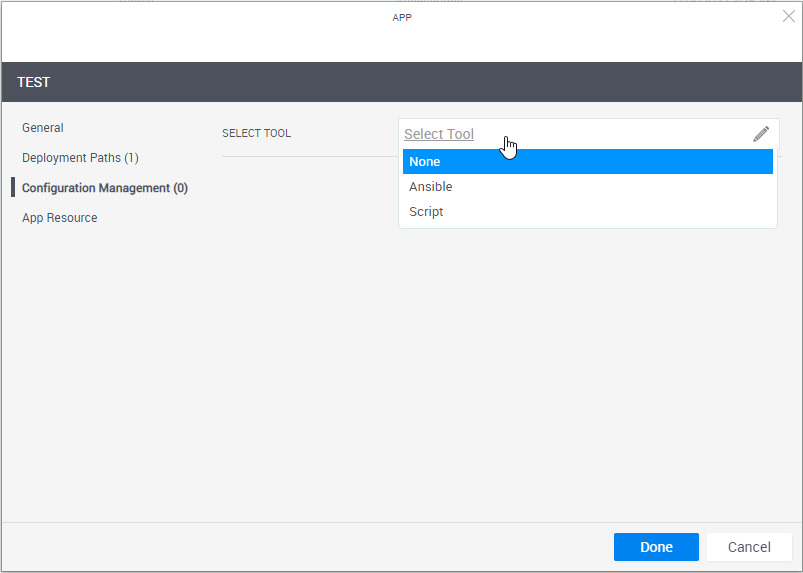 APP
TEST
General
Deployment Paths (1)
Configuration Management (0)
App Resource
SELECT TOOL
Select Tool
None
Ansible
Script
Done
Cancel